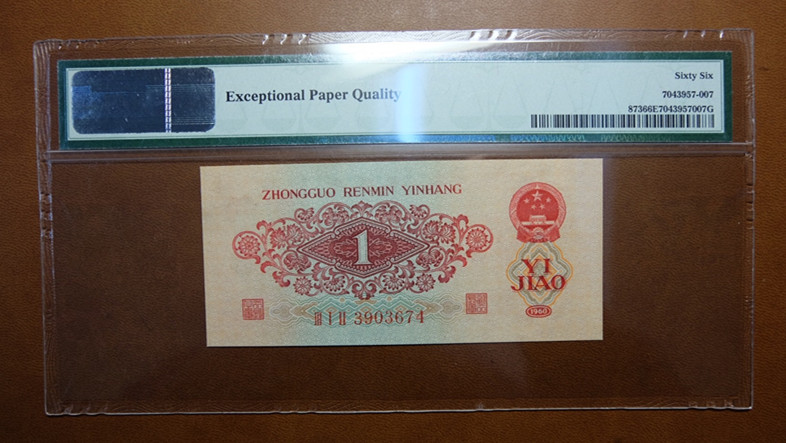 Exceptional Paper Quality
Sixty Six
7043957-007
87366E7043957007G
ZHONGGUO RENMIN YINHANG
1
YI
JIAO
III I II 3903674
1960